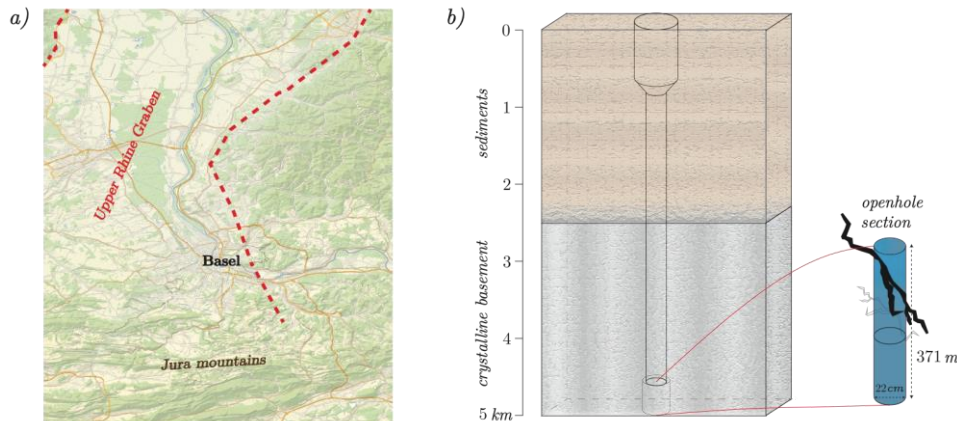 a)
Upper Rhine Graben
Basel
Jura mountains
b)
0
1
2
3
4
5 km
sediments
crystalline basement
openhole
section
371 m
22 cm